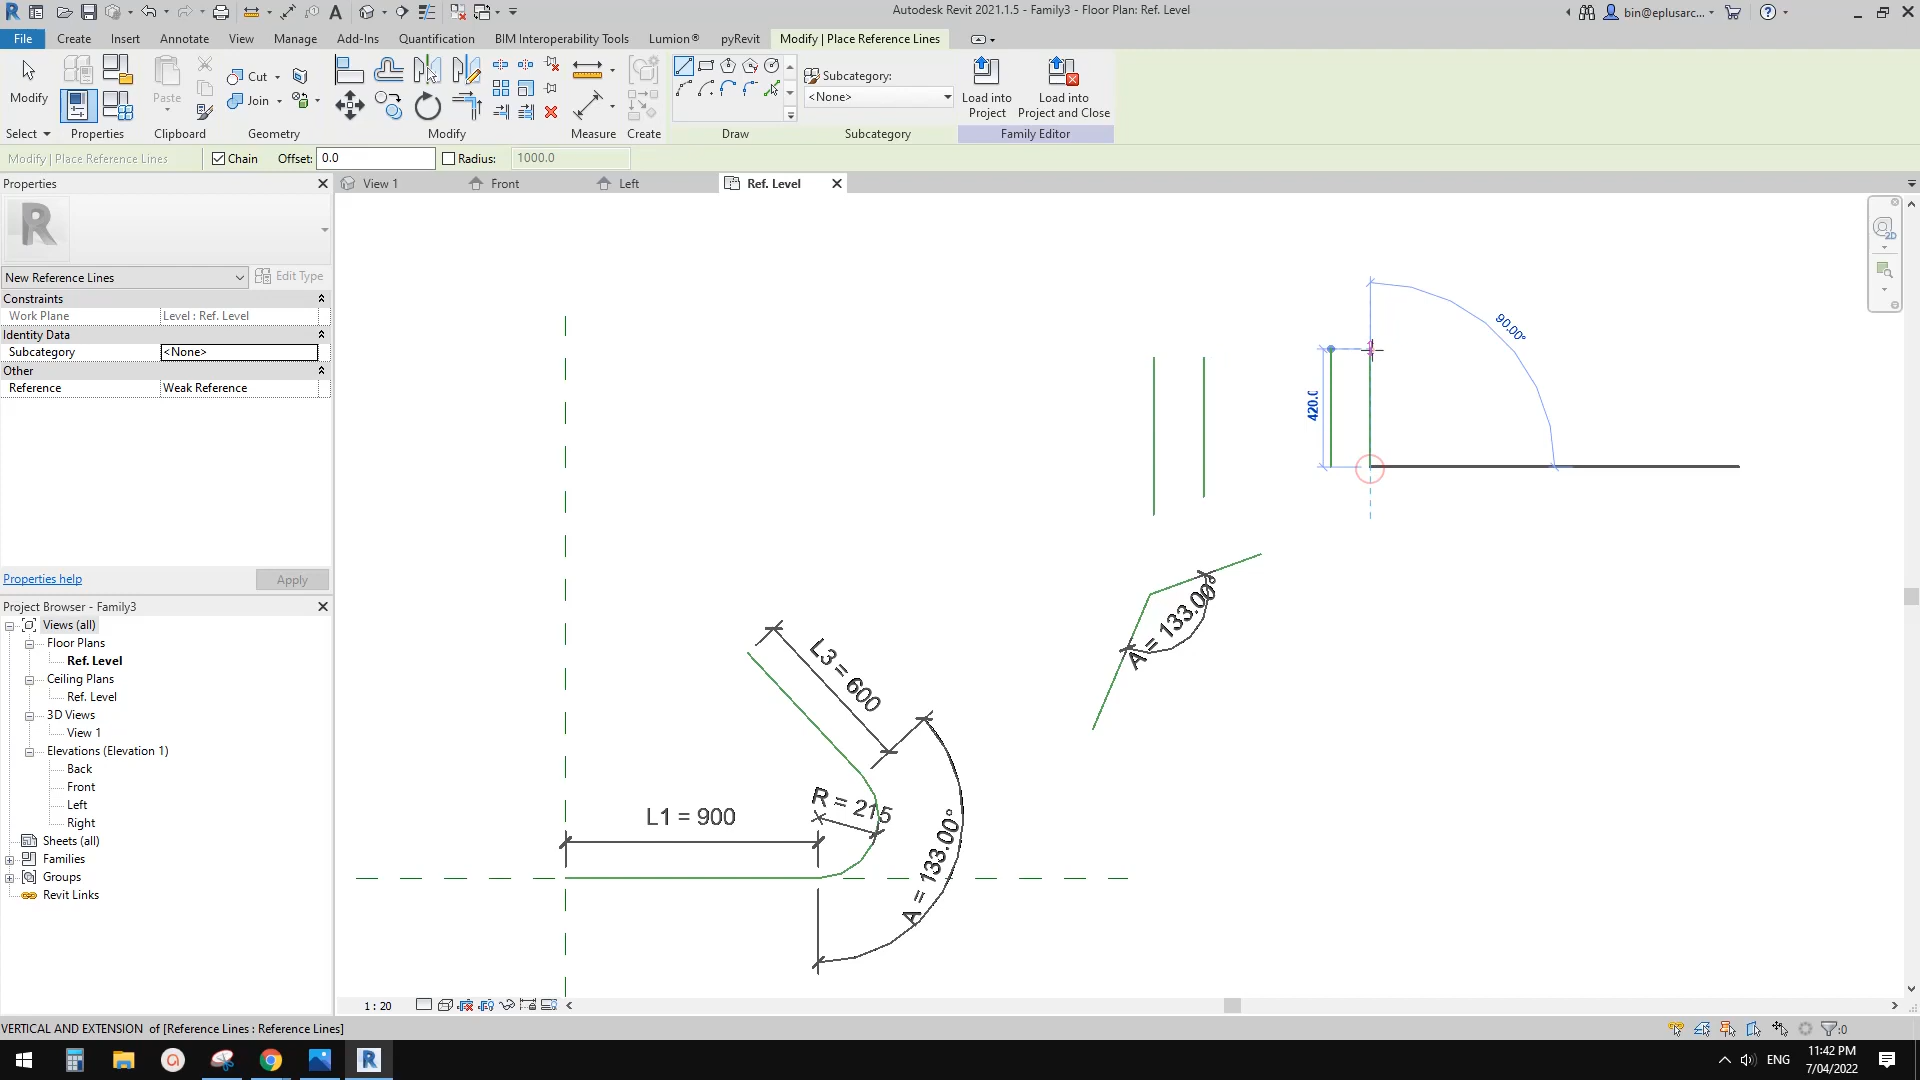 Autodesk Revit 2021.1.5 - Family3 - Floor Plan: Ref. Level
bin@eplusarc...
File Create Insert Annotate View Manage Add-Ins Quantification BIM Interoperability Tools Lumion® pyRevit Modify | Place Reference Lines
Modify
Paste
Cut
Join
Subcategory:
<None>
Load into
Project
Load into
Project and Close
Select Properties Clipboard Geometry Modify Measure Create Draw Subcategory Family Editor
Modify | Place Reference Lines Chain Offset: 0.0 Radius: 1000.0
Properties
View 1 Front Left Ref. Level
New Reference Lines Edit Type
Constraints
Work Plane Level : Ref. Level
Identity Data
Subcategory <None>
Other
Reference Weak Reference
Properties help Apply
Project Browser - Family3
Views (all)
Floor Plans
Ref. Level
Ceiling Plans
Ref. Level
3D Views
View 1
Elevations (Elevation 1)
Back
Front
Left
Right
Sheets (all)
Families
Groups
Revit Links
90.00°
420.0
A = 133.00°
L3 = 600
R = 215
L1 = 900
A = 133.00°
2D
1 : 20
VERTICAL AND EXTENSION of [Reference Lines : Reference Lines]
:0
ENG
11:42 PM
7/04/2022